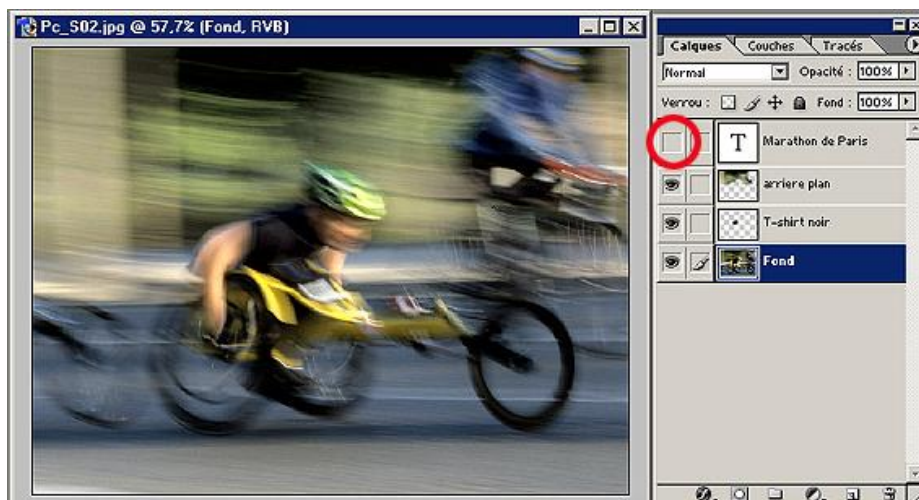 Pc_S02.jpg @ 57,7% (Fond, RVB)
Calques Couches Tracés
Normal Opacité : 100%
Verrou : Fond : 100%
T Marathon de Paris
arriere plan
T-shirt noir
Fond